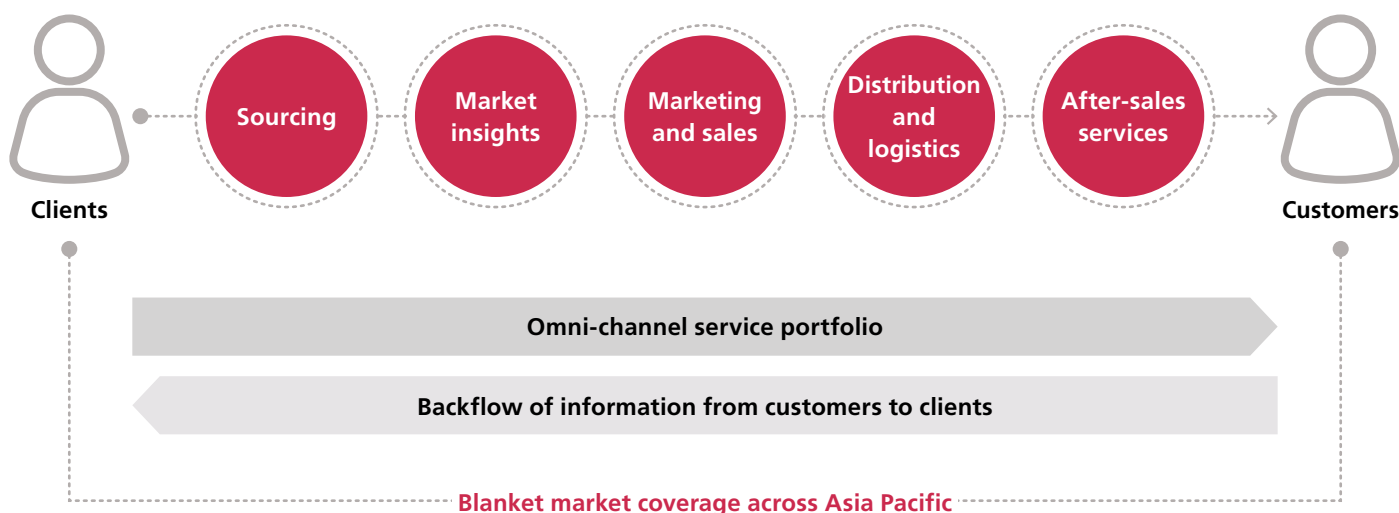 Sourcing
Market
insights
Marketing
and sales
Distribution
and
logistics
After-sales
services
Clients
Customers
Omni-channel service portfolio
Backflow of information from customers to clients
Blanket market coverage across Asia Pacific